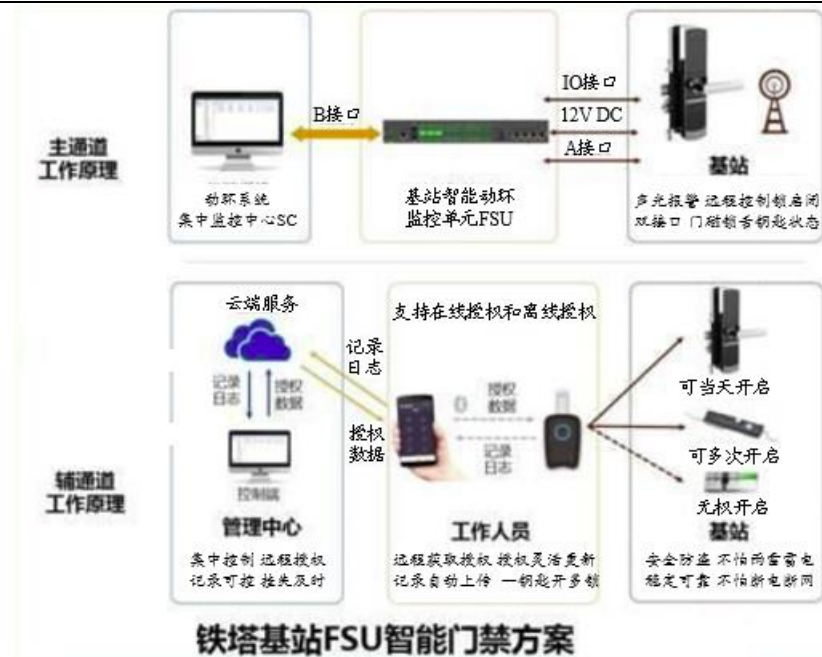 主通道
工作原理
B接口
IO接口
12V DC
A接口
动环系统
集中监控中心SC
基站智能动环
监控单元FSU
基站
声光报警 远程控制锁启闭
双接口 门磁锁舌钥匙状态
辅通道
工作原理
云端服务
记录
日志
授权
数据
控制端
管理中心
集中控制 远程授权
记录可控 挂失及时
记录
日志
授权
数据
支持在线授权和离线授权
授权
数据
记录
日志
工作人员
远程获取授权 授权灵活更新
记录自动上传 一钥匙开多锁
可当天开启
可多次开启
无权开启
基站
安全防盗 不怕雨雪雷电
稳定可靠 不怕断电断网
铁塔基站FSU智能门禁方案